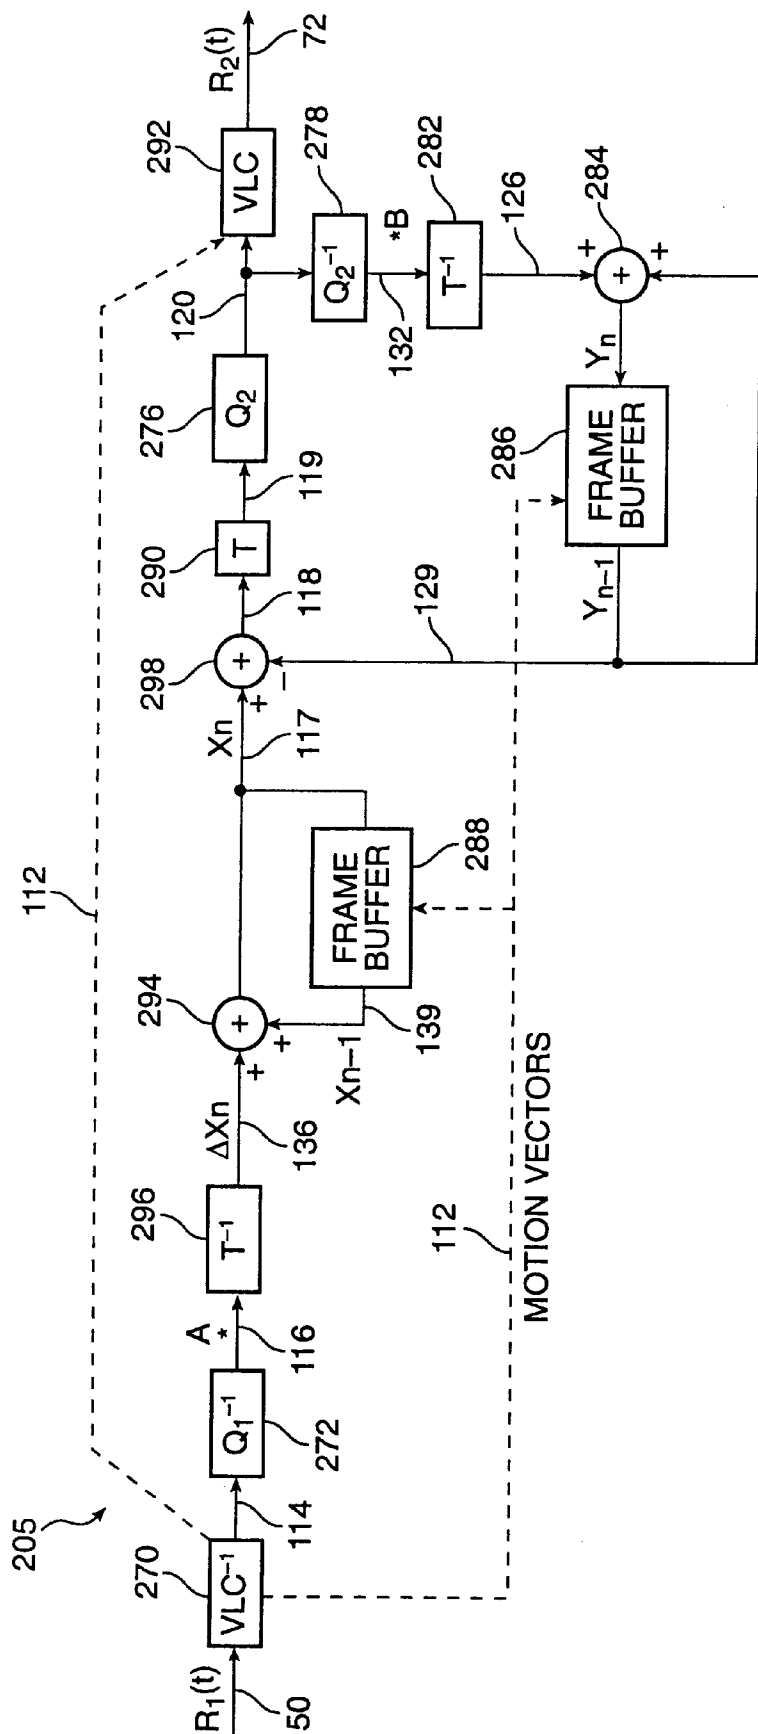 205
112
R₁(t)
50
270
VLC⁻¹
114
Q₁⁻¹
272
A
*
116
296
T⁻¹
ΔXn
136
+
294
+
+
Xn−1
139
FRAME
BUFFER
288
Xn
117
+
298
+
−
118
290
T
119
276
Q₂
120
292
VLC
R₂(t)
72
Q₂⁻¹
278
132
*B
T⁻¹
282
126
+
+
284
+
Yₙ
286
FRAME
BUFFER
Yₙ₋₁
129
112
MOTION VECTORS